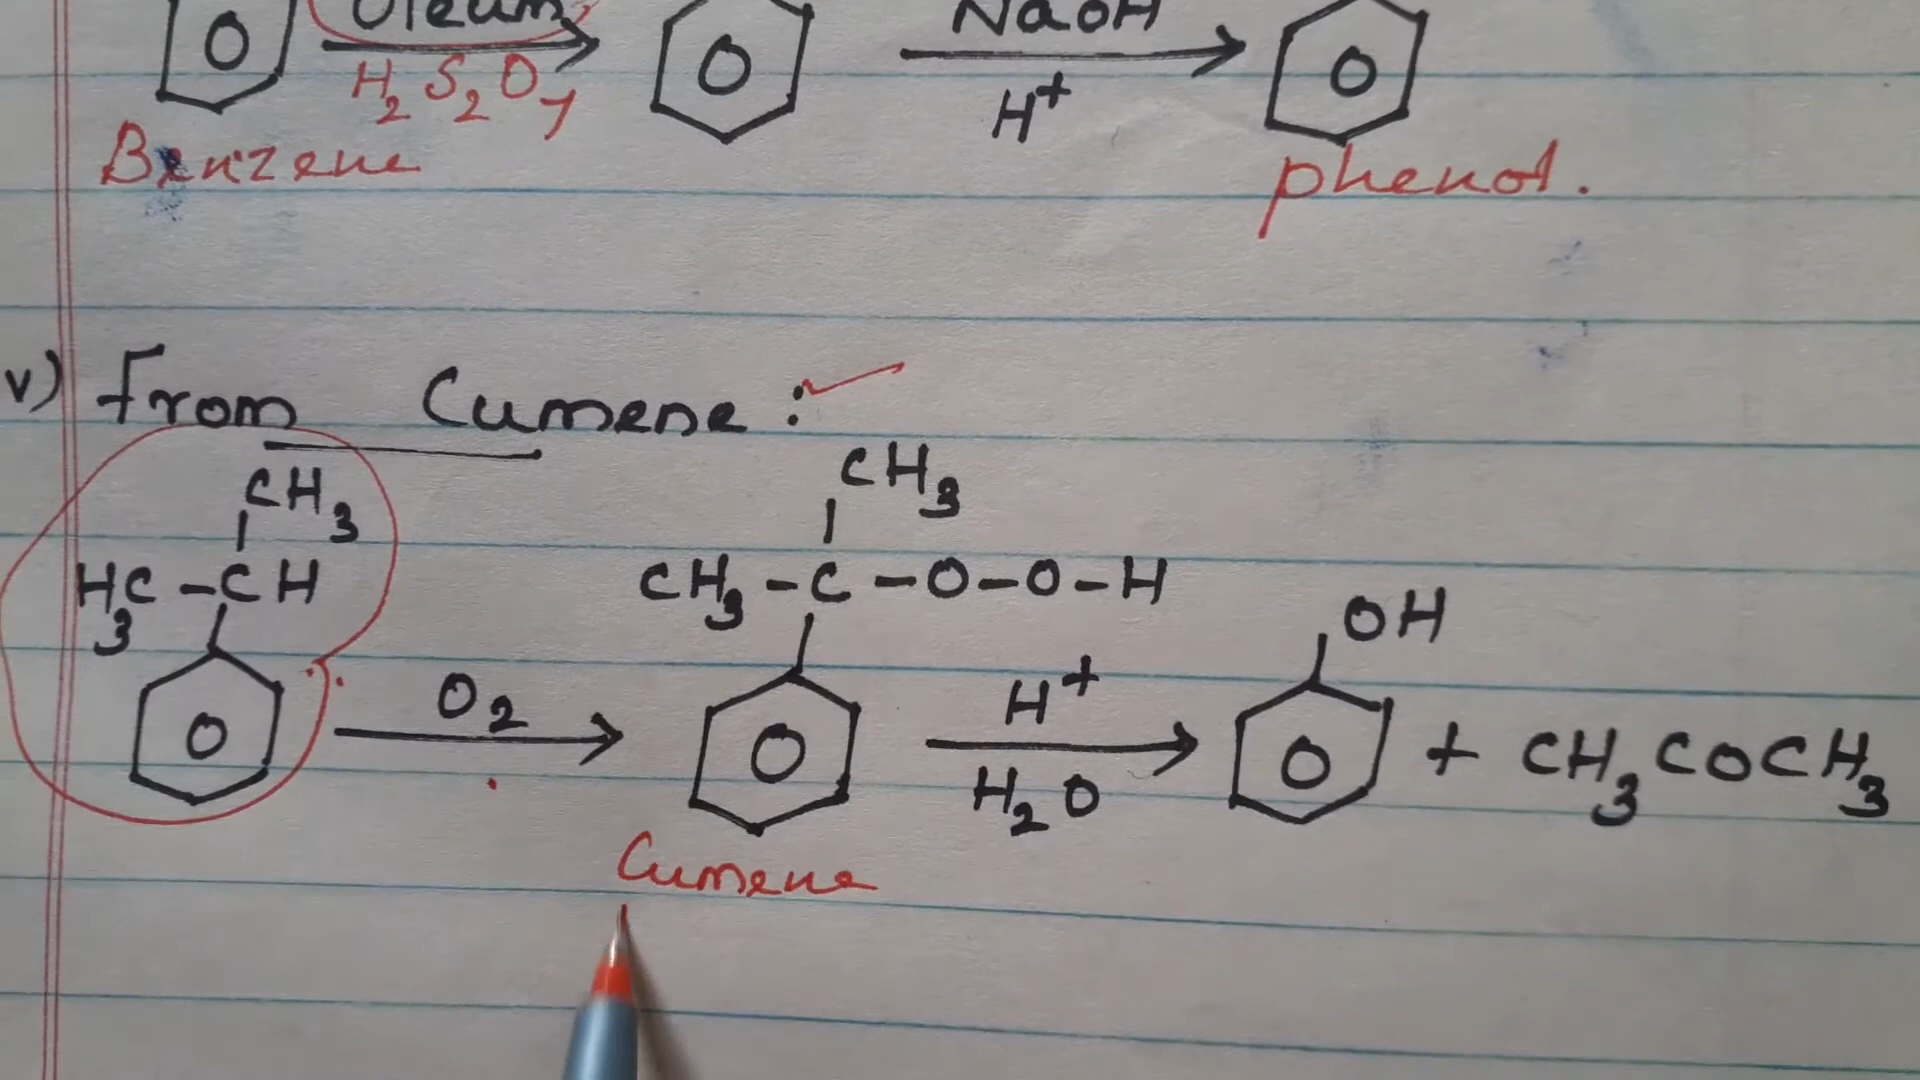 Oleum NaOH
H2S2O7 H+
Benzene phenol.
v) From Cumene:
CH3 CH3
H3C-CH CH3-C-O-O-H
OH
O2 H+
H2O + CH3COCH3
Cumene